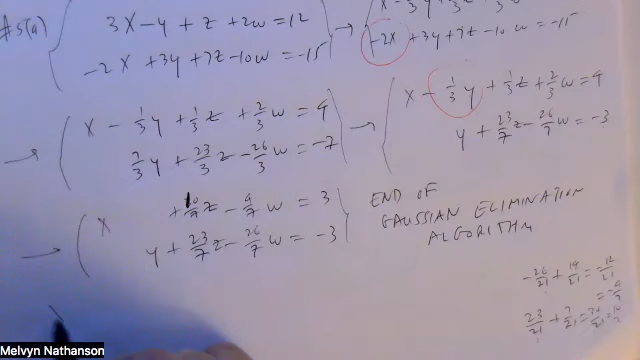 #5(a) 3x - y + z + 2w = 12 →
-2x + 3y + 7z - 10w = -15 -2x + 3y + 7z - 10w = -15
→ x - 1/3 y + 1/3 z + 2/3 w = 4 → x - 1/3 y + 1/3 z + 2/3 w = 4
7/3 y + 23/3 z - 26/3 w = -7 y + 23/7 z - 26/7 w = -3
→ x + 10/7 z - 4/7 w = 3 END OF
y + 23/7 z - 26/7 w = -3 GAUSSIAN ELIMINATION
ALGORITHM
-26/21 + 14/21 = -12/21
= -4/7
23/21 + 7/21 = 30/21 = 10/7
Melvyn Nathanson